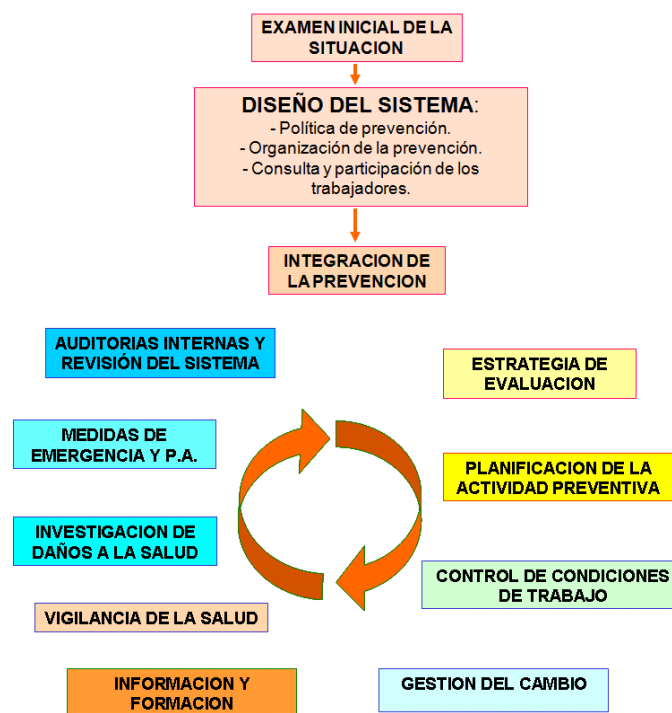 EXAMEN INICIAL DE LA
SITUACION
DISEÑO DEL SISTEMA:
- Política de prevención.
- Organización de la prevención.
- Consulta y participación de los
trabajadores.
INTEGRACION DE
LA PREVENCION
AUDITORIAS INTERNAS Y
REVISIÓN DEL SISTEMA
ESTRATEGIA DE
EVALUACION
MEDIDAS DE
EMERGENCIA Y P.A.
PLANIFICACION DE LA
ACTIVIDAD PREVENTIVA
INVESTIGACION DE
DAÑOS A LA SALUD
CONTROL DE CONDICIONES
DE TRABAJO
VIGILANCIA DE LA SALUD
INFORMACION Y
FORMACION
GESTION DEL CAMBIO